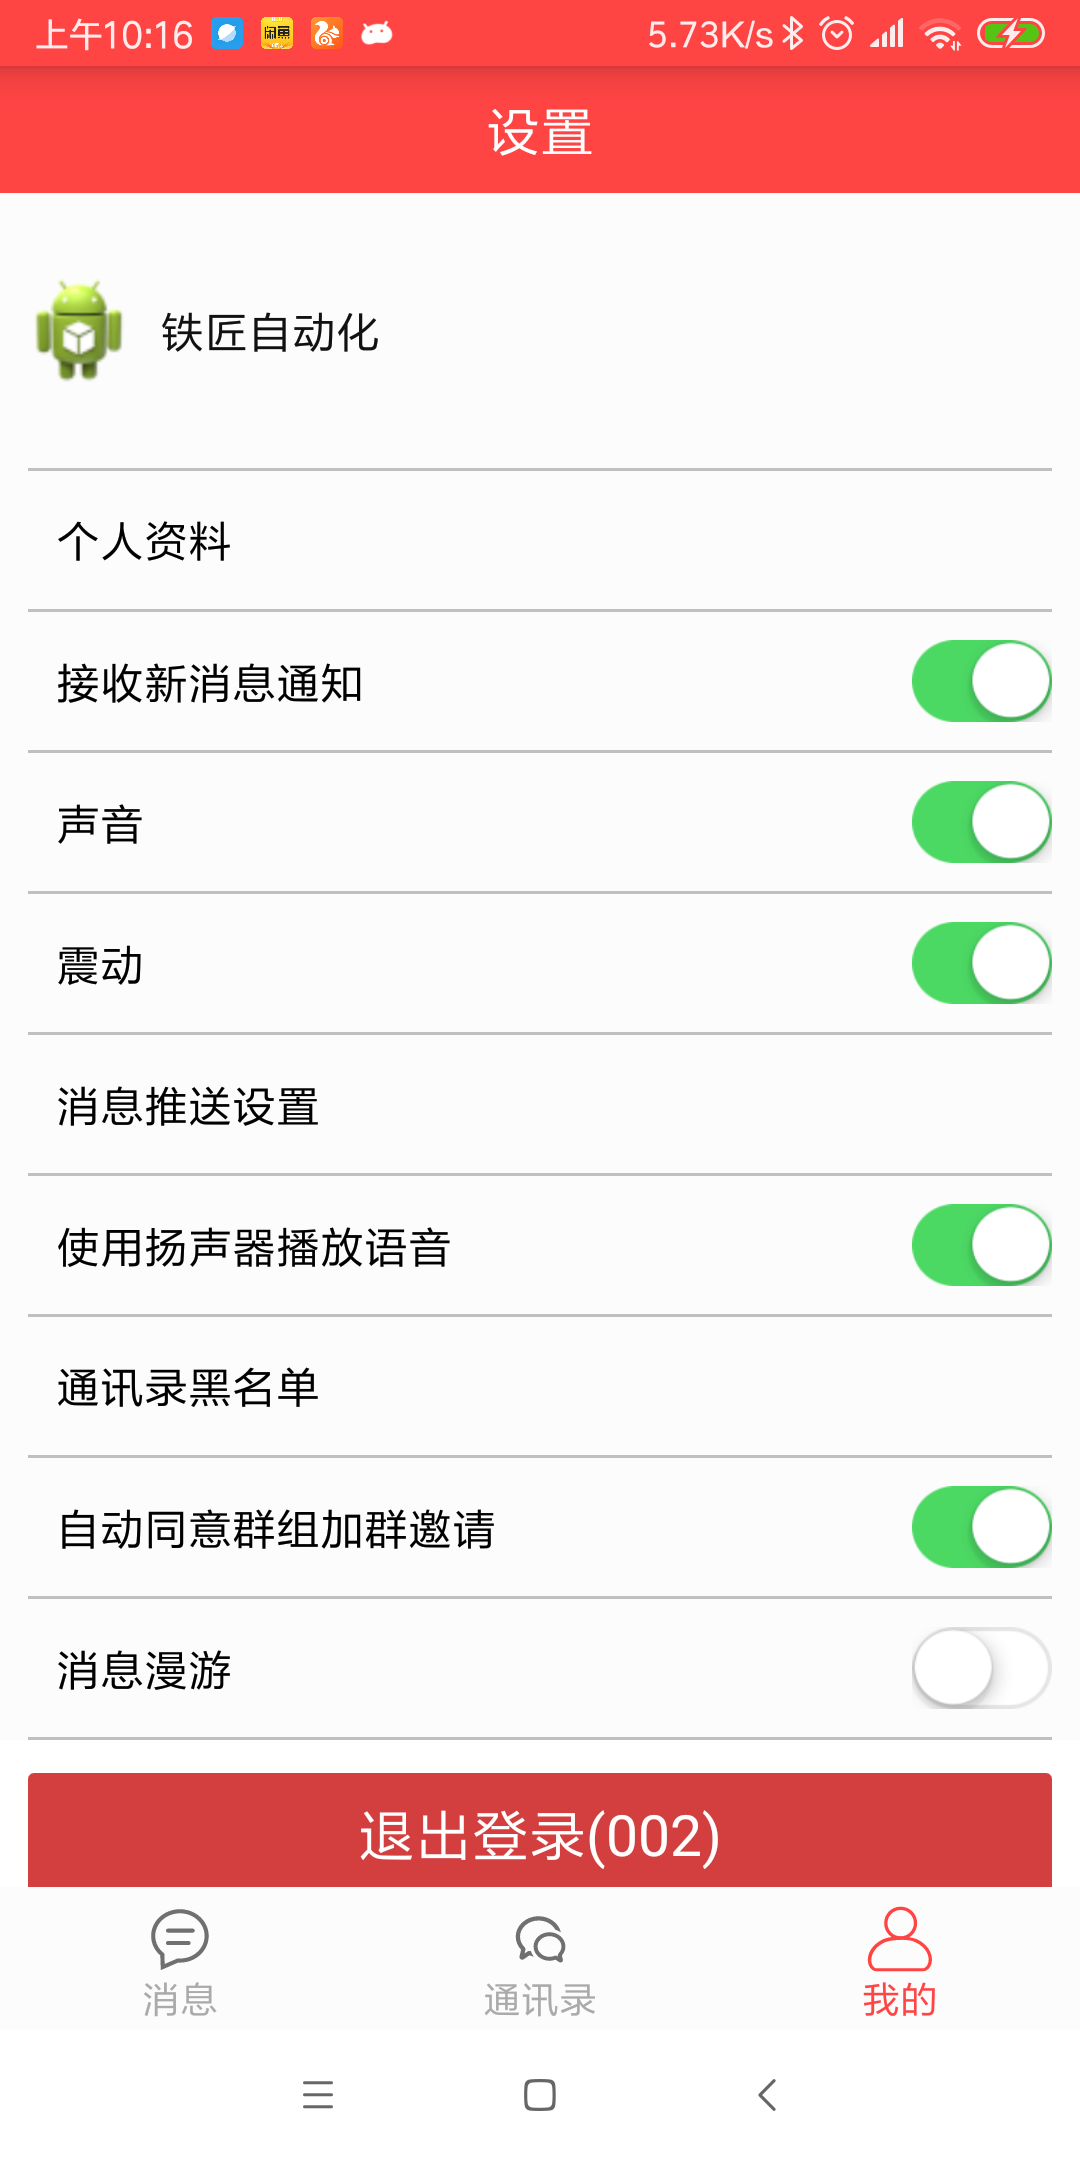 上午10:16
闲鱼
5.73K/s
设置
铁匠自动化
个人资料
接收新消息通知
声音
震动
消息推送设置
使用扬声器播放语音
通讯录黑名单
自动同意群组加群邀请
消息漫游
退出登录(002)
消息
通讯录
我的